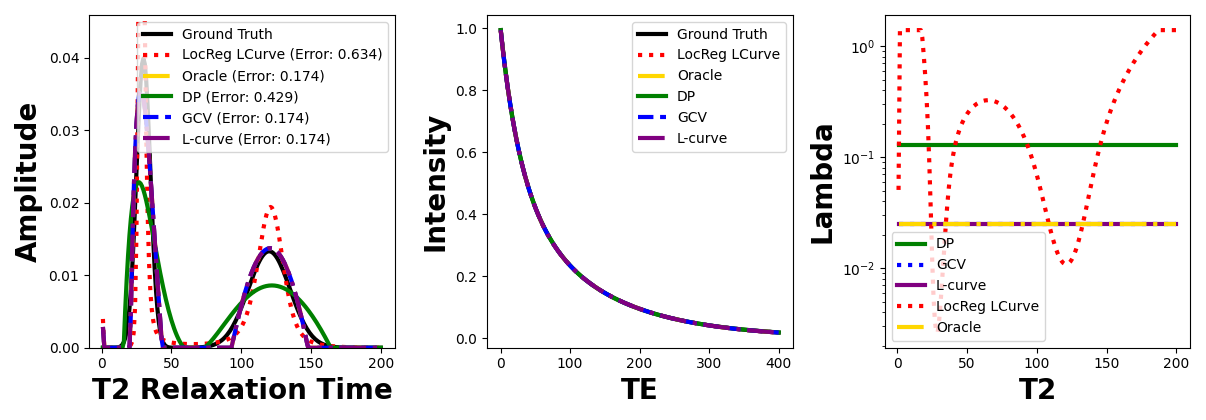 Amplitude
0.04
0.03
0.02
0.01
0.00
Ground Truth
LocReg LCurve (Error: 0.634)
Oracle (Error: 0.174)
DP (Error: 0.429)
GCV (Error: 0.174)
L-curve (Error: 0.174)
0 50 100 150 200
T2 Relaxation Time
Intensity
1.0
0.8
0.6
0.4
0.2
0.0
Ground Truth
LocReg LCurve
Oracle
DP
GCV
L-curve
0 100 200 300 400
TE
Lambda
10⁰
10⁻¹
10⁻²
DP
GCV
L-curve
LocReg LCurve
Oracle
0 50 100 150 200
T2